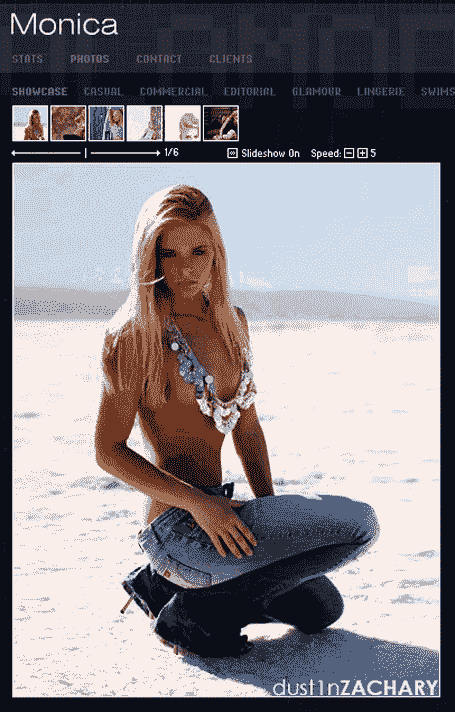 Monica
STATS PHOTOS CONTACT CLIENTS
SHOWCASE CASUAL COMMERCIAL EDITORIAL GLAMOUR LINGERIE SWIMS
1/6 Slideshow On Speed: 5
dust1nZACHARY